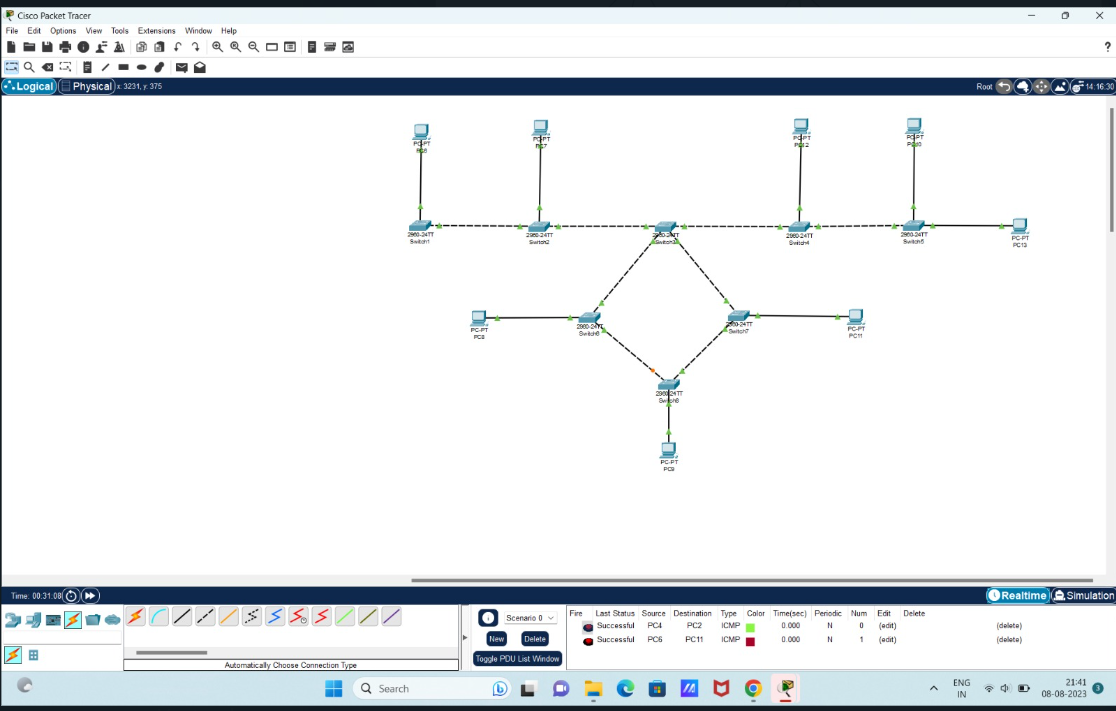 Cisco Packet Tracer
File Edit Options View Tools Extensions Window Help
?
Logical Physical x: 3231, y: 375 Root 14:16:30
PC-PT PC-PT PC-PT PC-PT
PC7 PC12
2960-24TT 2960-24TT 2960-24TT 2960-24TT 2960-24TT PC-PT
Switch1 Switch2 Switch4 Switch5 PC13
PC-PT 2960-24TT 2960-24TT PC-PT
PC8 Switch7 PC11
2960-24TT
PC-PT
PC9
Time: 00:31:08 Realtime Simulation
Scenario 0
New Delete
Toggle PDU List Window
Automatically Choose Connection Type
Fire Last Status Source Destination Type Color Time(sec) Periodic Num Edit Delete
Successful PC4 PC2 ICMP 0.000 N 0 (edit) (delete)
Successful PC6 PC11 ICMP 0.000 N 1 (edit) (delete)
Search
ENG
IN
21:41
08-08-2023
3